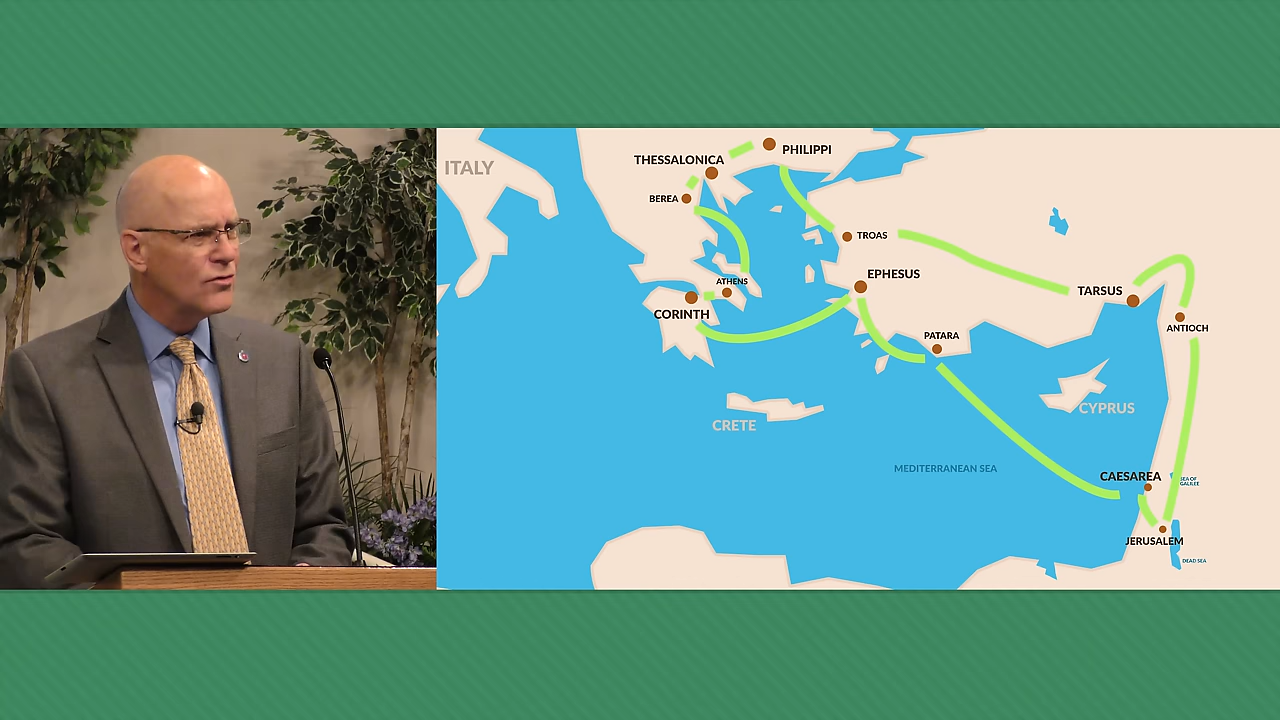 ITALY
THESSALONICA
PHILIPPI
BEREA
TROAS
ATHENS
EPHESUS
CORINTH
TARSUS
ANTIOCH
PATARA
CYPRUS
CRETE
MEDITERRANEAN SEA
CAESAREA
SEA OF
GALILEE
JERUSALEM
DEAD SEA